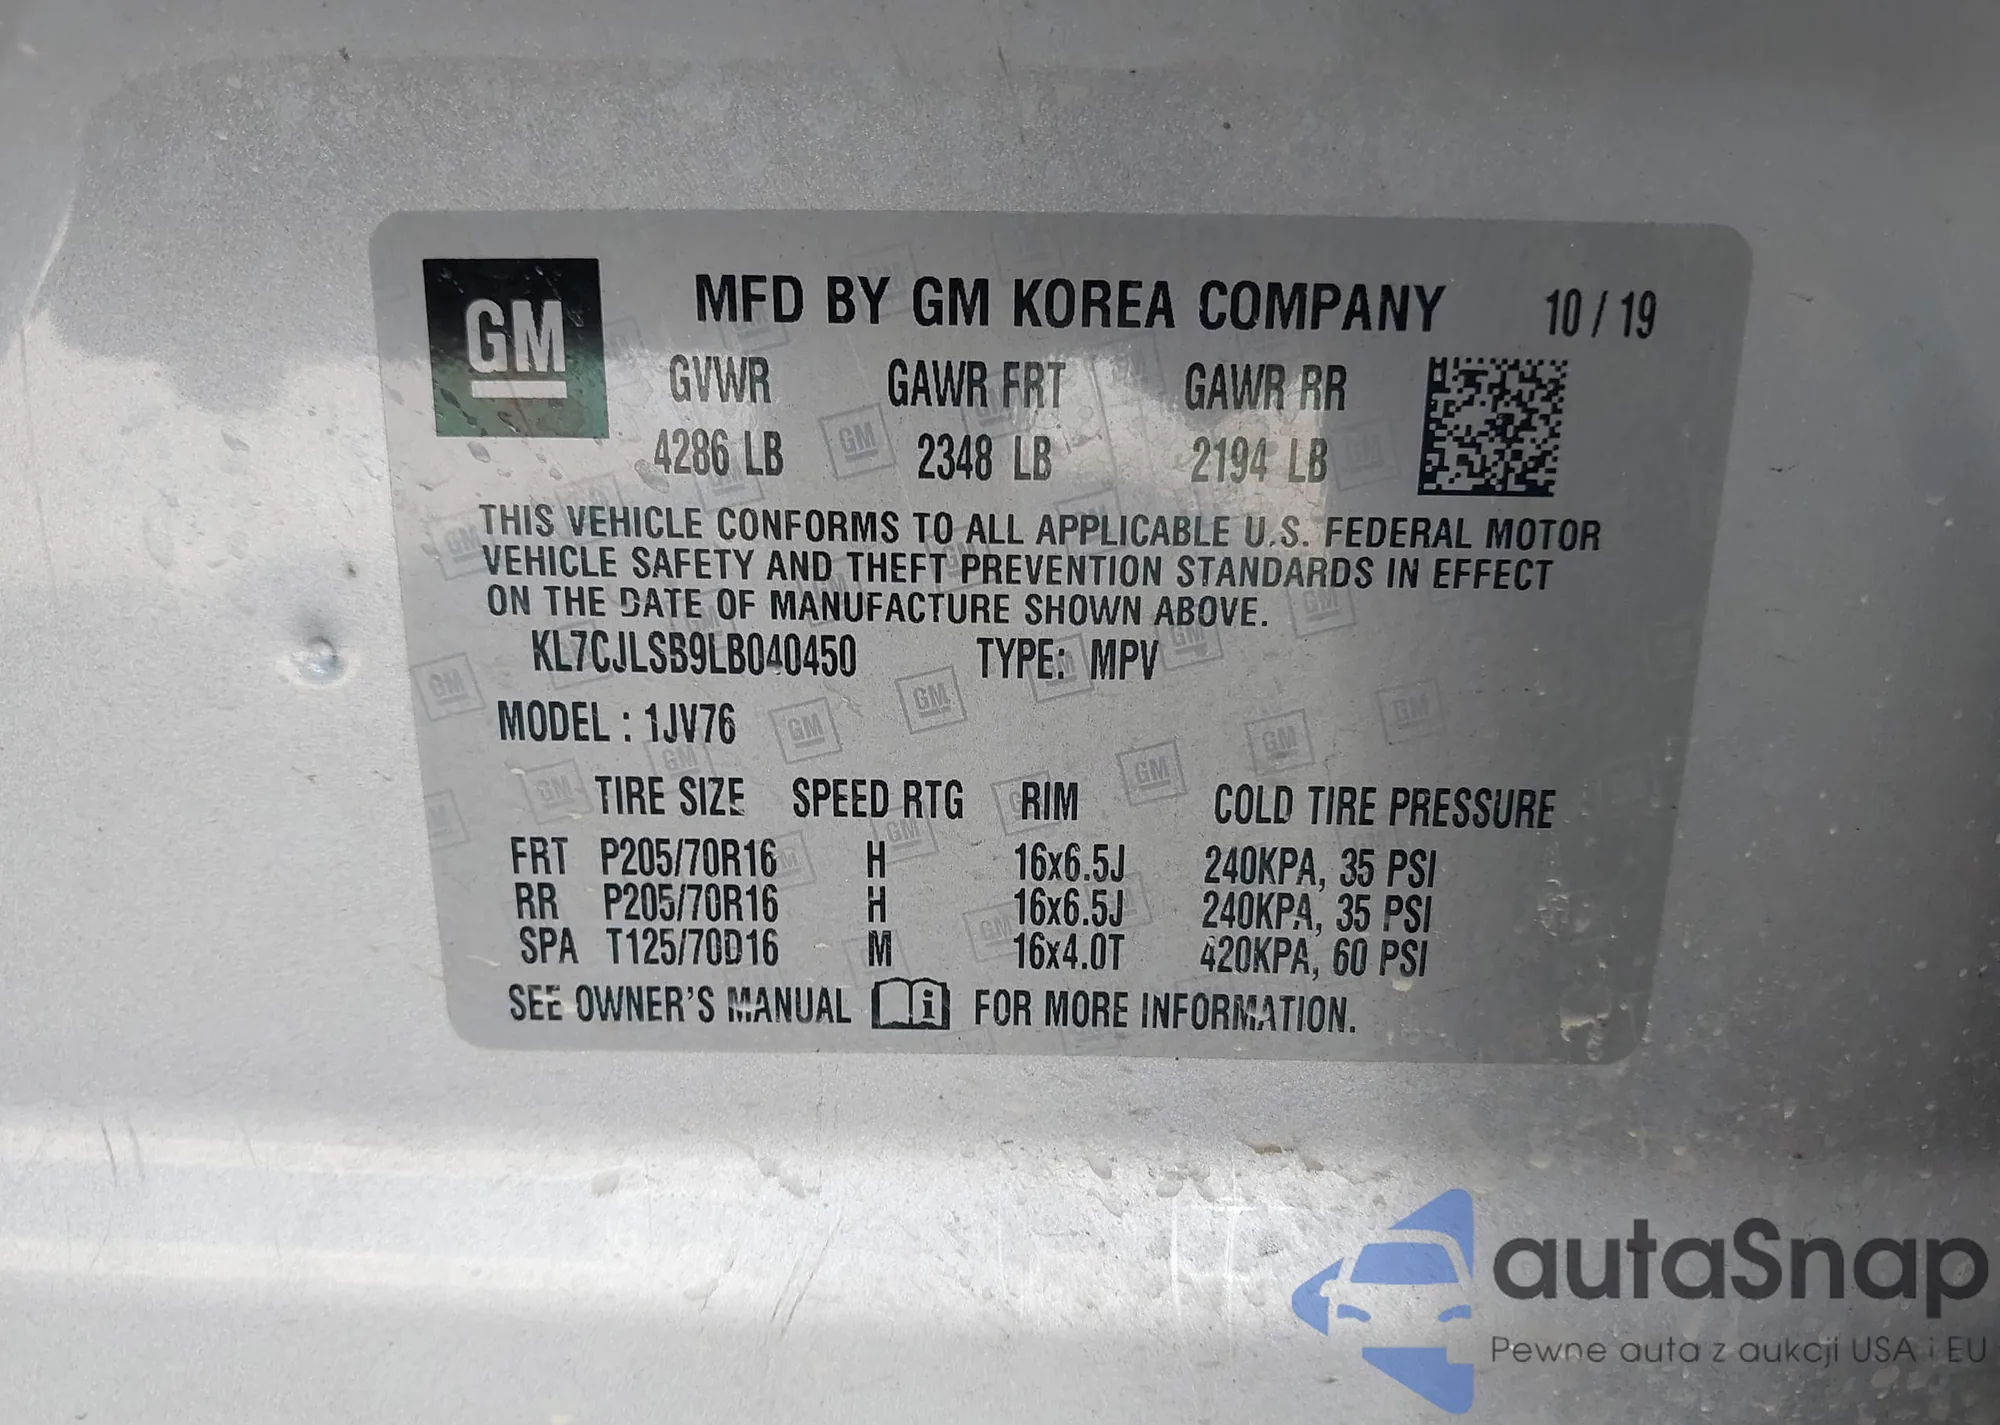 GM
MFD BY GM KOREA COMPANY 10 / 19
GVWR GAWR FRT GAWR RR
4286 LB 2348 LB 2194 LB
THIS VEHICLE CONFORMS TO ALL APPLICABLE U.S. FEDERAL MOTOR
VEHICLE SAFETY AND THEFT PREVENTION STANDARDS IN EFFECT
ON THE DATE OF MANUFACTURE SHOWN ABOVE.
KL7CJLSB9LB040450 TYPE: MPV
MODEL : 1JV76
TIRE SIZE SPEED RTG RIM COLD TIRE PRESSURE
FRT P205/70R16 H 16x6.5J 240KPA, 35 PSI
RR P205/70R16 H 16x6.5J 240KPA, 35 PSI
SPA T125/70D16 M 16x4.0T 420KPA, 60 PSI
SEE OWNER'S MANUAL i FOR MORE INFORMATION.
autaSnap
Pewne auta z aukcji USA i EU